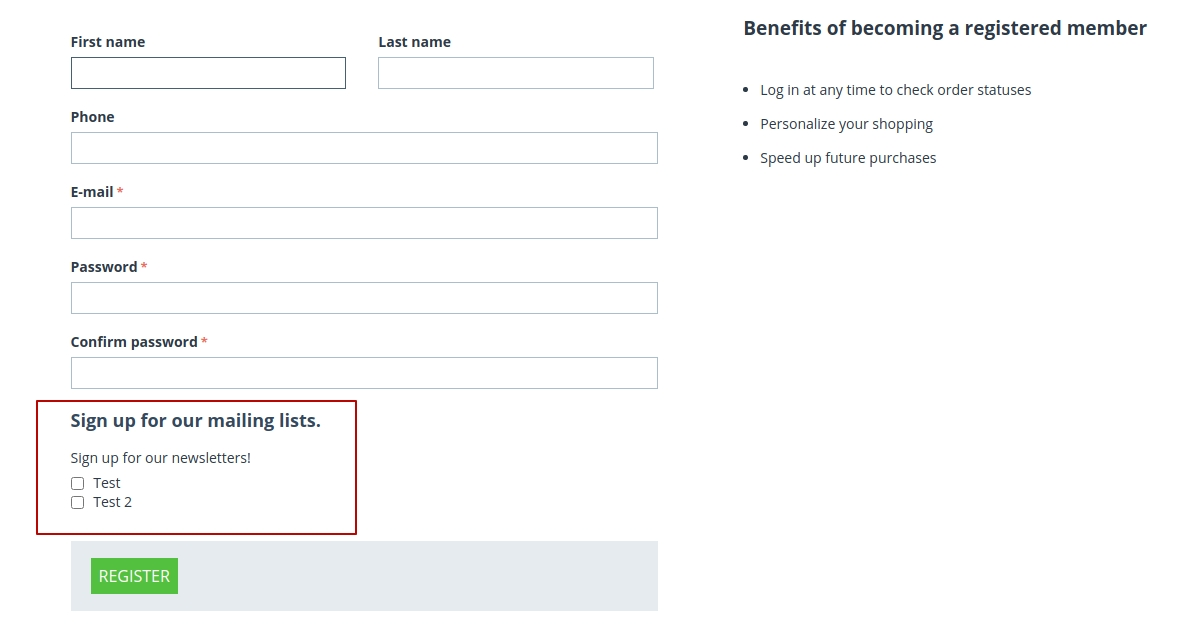 First name Last name
Phone
E-mail *
Password *
Confirm password *
Sign up for our mailing lists.
Sign up for our newsletters!
Test
Test 2
REGISTER
Benefits of becoming a registered member
Log in at any time to check order statuses
Personalize your shopping
Speed up future purchases